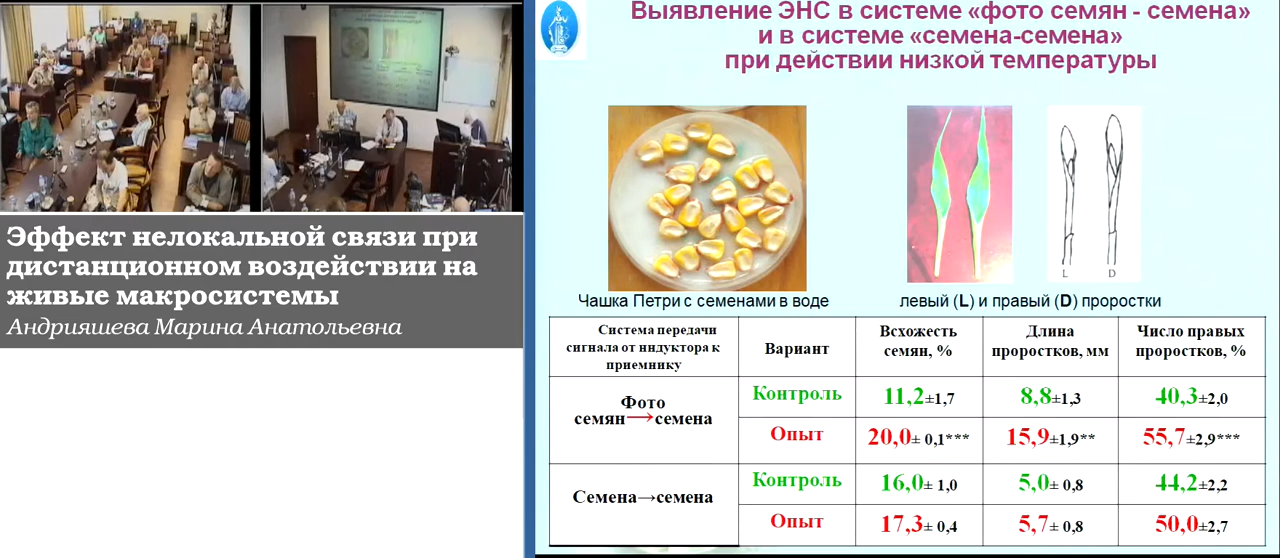 Эффект нелокальной связи при
дистанционном воздействии на
живые макросистемы
Андрияшева Марина Анатольевна
Выявление ЭНС в системе «фото семян - семена»
и в системе «семена-семена»
при действии низкой температуры
L D
Чашка Петри с семенами в воде
левый (L) и правый (D) проростки
Система передачи
сигнала от индуктора к
приемнику
Вариант
Всхожесть
семян, %
Длина
проростков, мм
Число правых
проростков, %
Фото
семян→семена
Контроль 11,2±1,7 8,8±1,3 40,3±2,0
Опыт 20,0± 0,1*** 15,9±1,9** 55,7±2,9***
Семена→семена
Контроль 16,0± 1,0 5,0± 0,8 44,2±2,2
Опыт 17,3± 0,4 5,7± 0,8 50,0±2,7